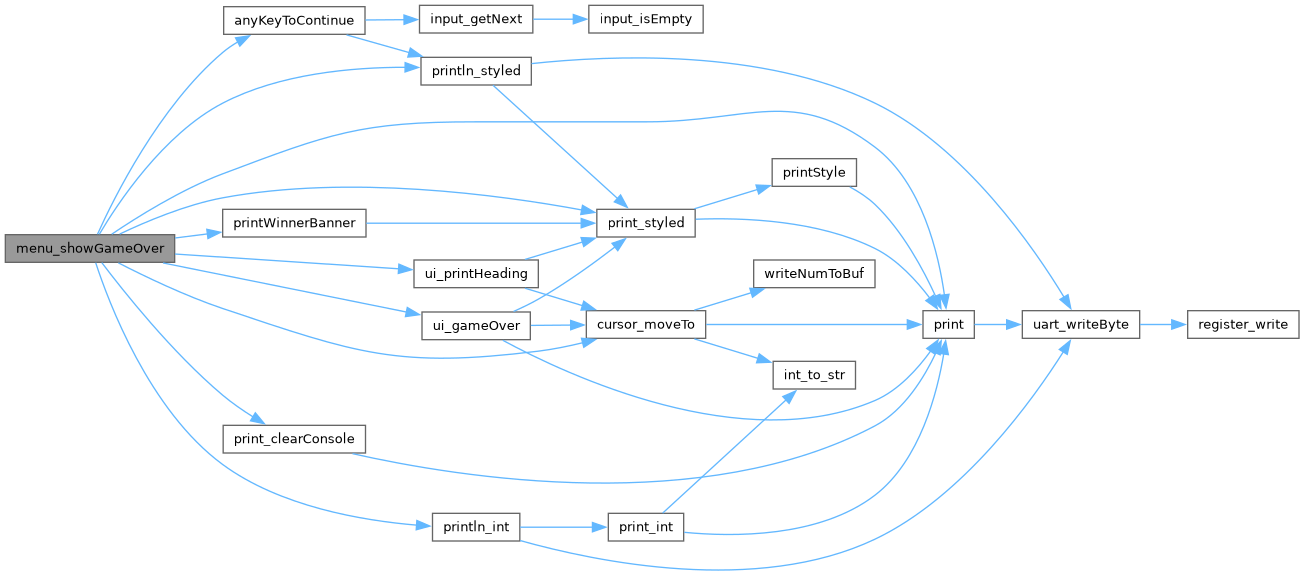 menu_showGameOver
anyKeyToContinue
input_getNext
input_isEmpty
println_styled
printStyle
printWinnerBanner
print_styled
ui_printHeading
writeNumToBuf
ui_gameOver
cursor_moveTo
print
uart_writeByte
register_write
int_to_str
print_clearConsole
println_int
print_int